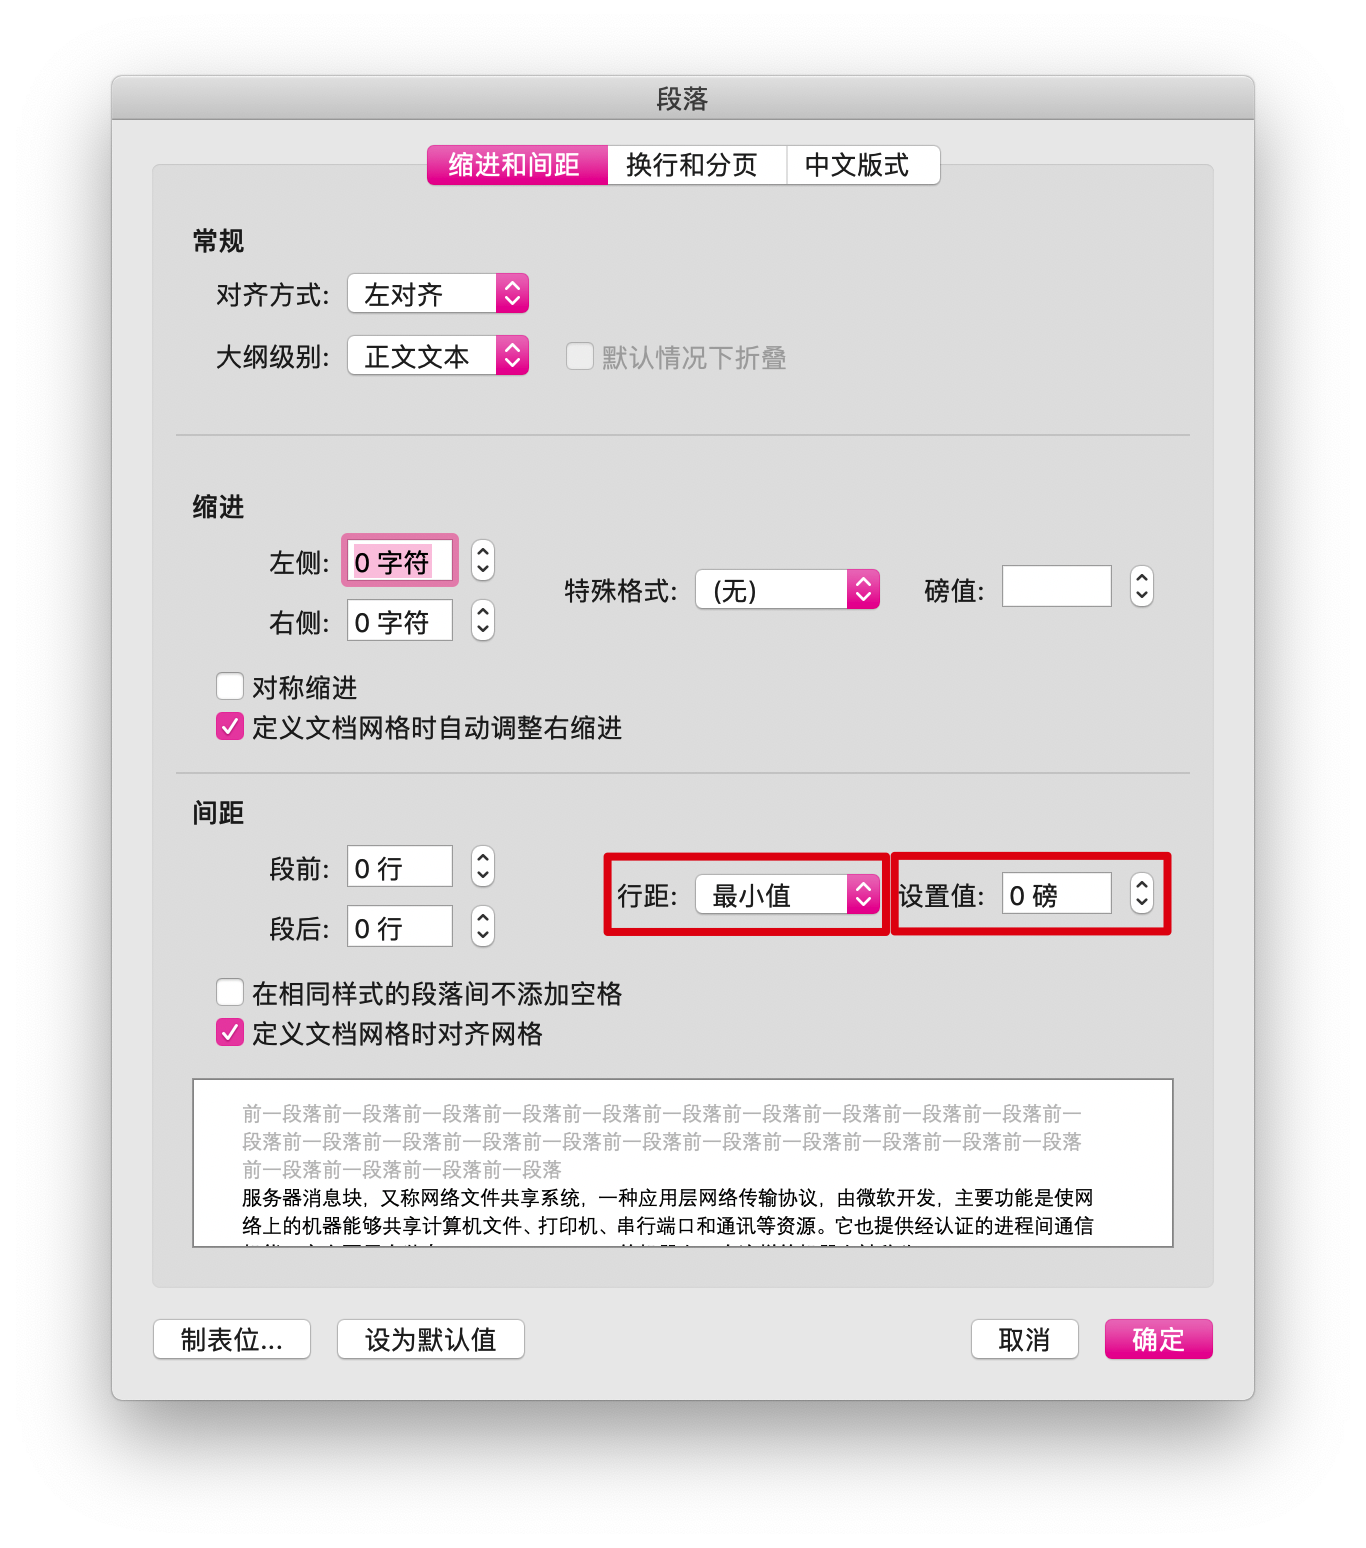 段落
缩进和间距 换行和分页 中文版式
常规
对齐方式: 左对齐
大纲级别: 正文文本 默认情况下折叠
缩进
左侧: 0 字符
特殊格式: (无) 磅值:
右侧: 0 字符
对称缩进
定义文档网格时自动调整右缩进
间距
段前: 0 行
行距: 最小值 设置值: 0 磅
段后: 0 行
在相同样式的段落间不添加空格
定义文档网格时对齐网格
前一段落前一段落前一段落前一段落前一段落前一段落前一段落前一段落前一段落前一段落前一
段落前一段落前一段落前一段落前一段落前一段落前一段落前一段落前一段落前一段落前一段落
前一段落前一段落前一段落前一段落
服务器消息块，又称网络文件共享系统，一种应用层网络传输协议，由微软开发，主要功能是使网
络上的机器能够共享计算机文件、打印机、串行端口和通讯等资源。它也提供经认证的进程间通信
制表位... 设为默认值 取消 确定